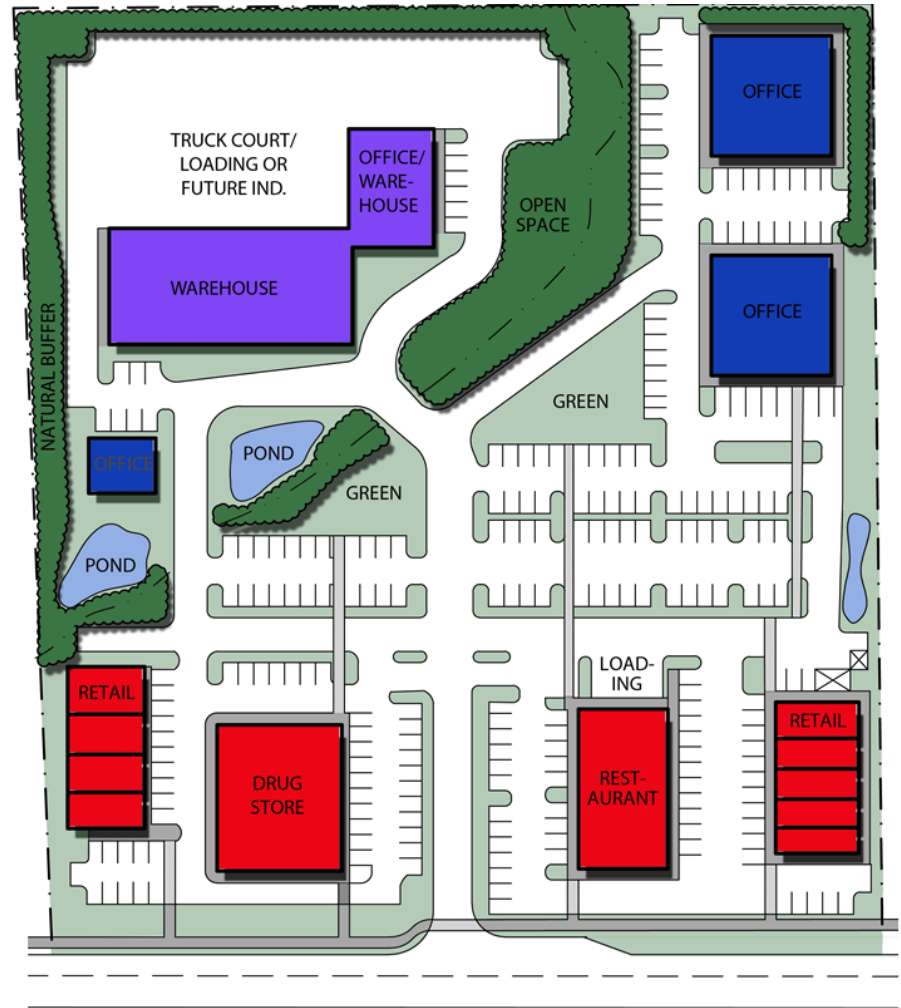 OFFICE
TRUCK COURT/
LOADING OR
FUTURE IND.
OFFICE/
WARE-
HOUSE
OPEN
SPACE
WAREHOUSE
OFFICE
NATURAL BUFFER
GREEN
POND
OFFICE
GREEN
POND
LOAD-
ING
RETAIL
RETAIL
DRUG
STORE
REST-
AURANT